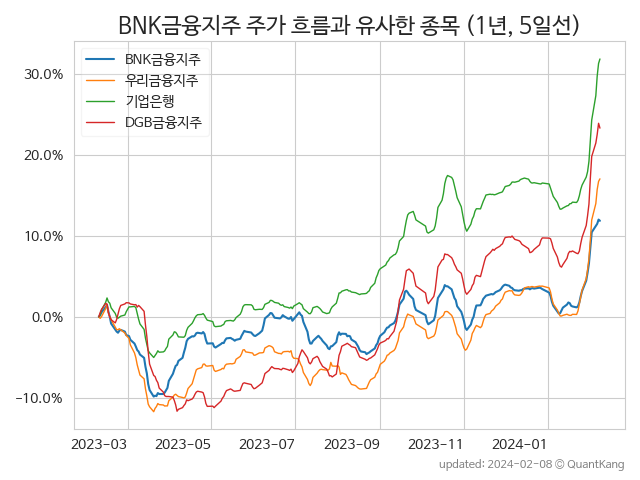 BNK금융지주 주가 흐름과 유사한 종목 (1년, 5일선)
BNK금융지주
우리금융지주
기업은행
DGB금융지주
30.0%
20.0%
10.0%
0.0%
−10.0%
2023-03 2023-05 2023-07 2023-09 2023-11 2024-01
updated: 2024-02-08 © QuantKang